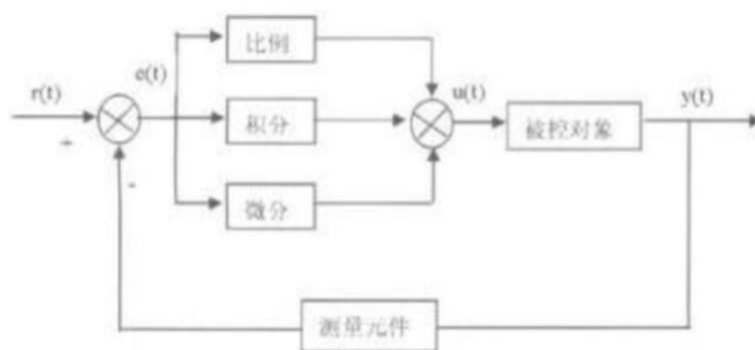 比例
e(t)
r(t)
u(t)
y(t)
+
积分
被控对象
-
微分
测量元件